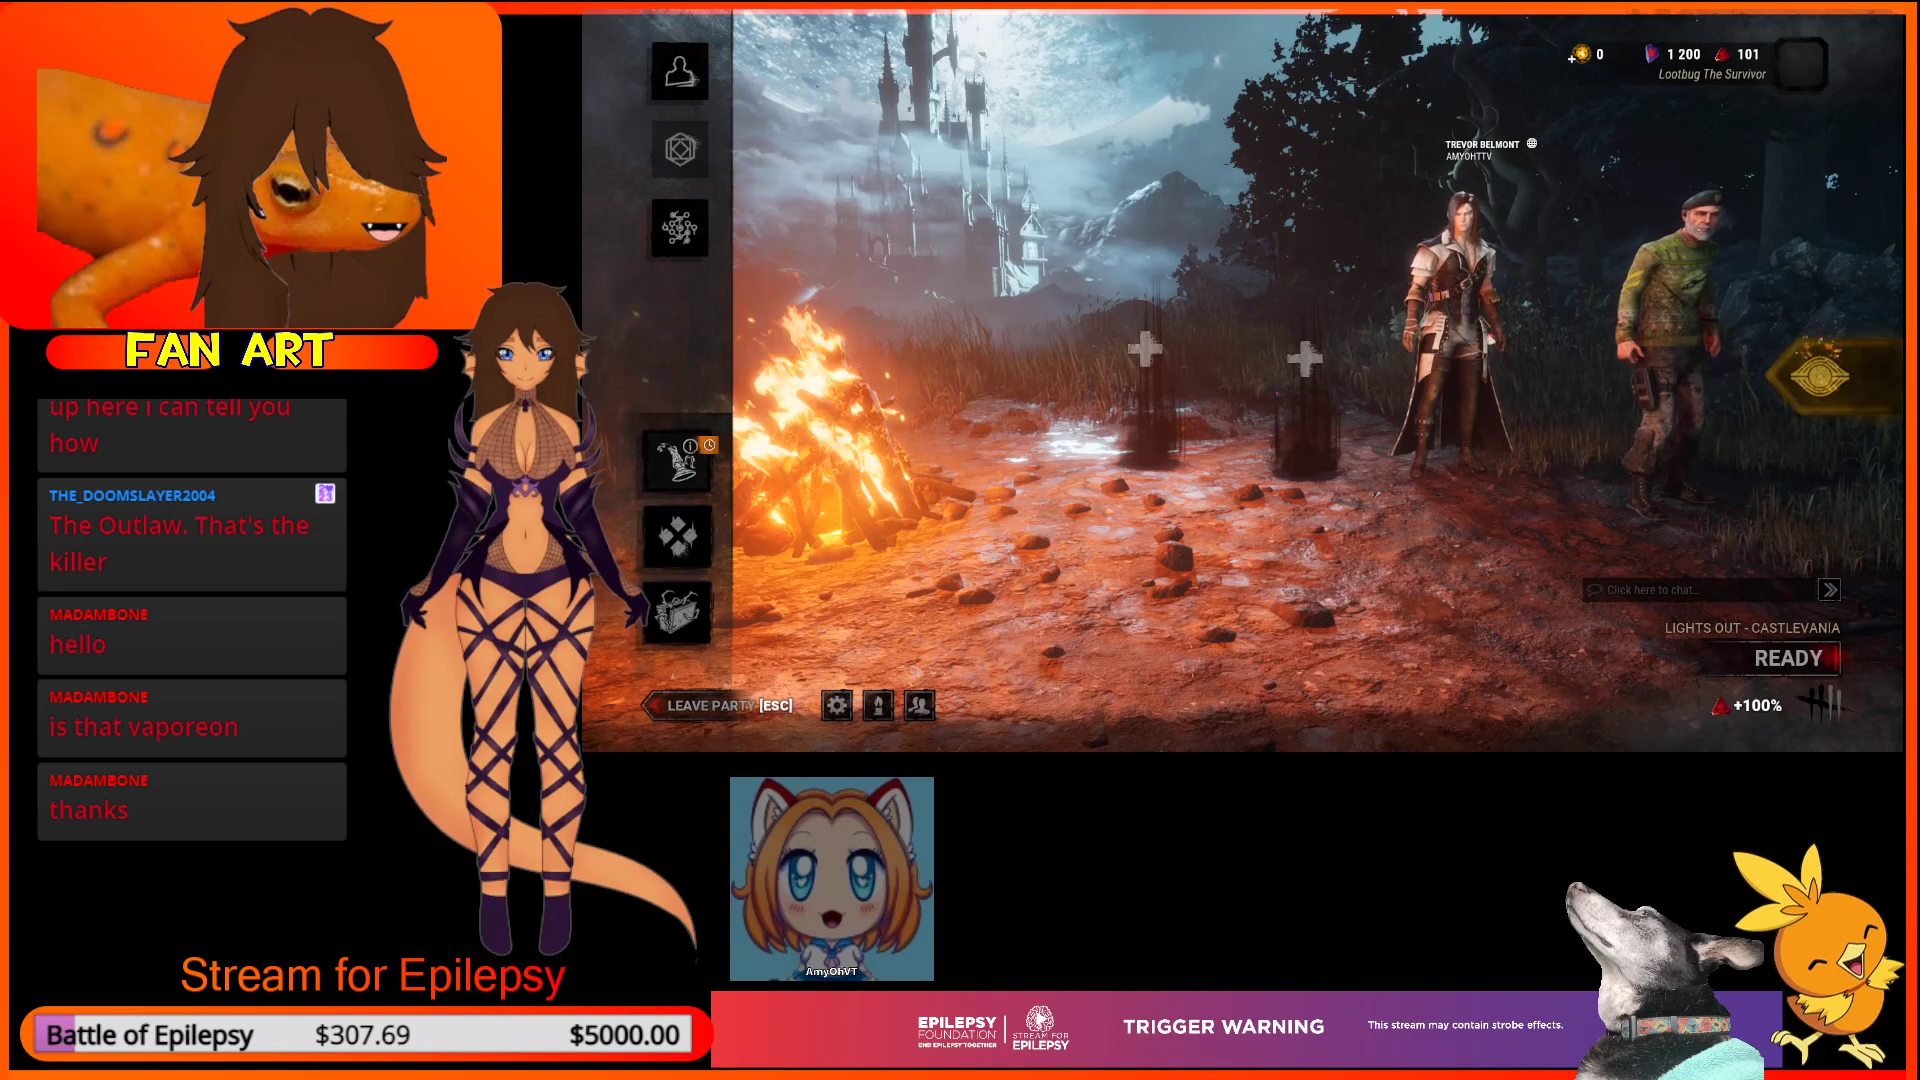 FAN ART
up here i can tell you
how
THE_DOOMSLAYER2004
The Outlaw. That's the
killer
MADAMBONE
hello
MADAMBONE
is that vaporeon
MADAMBONE
thanks
Stream for Epilepsy
Battle of Epilepsy $307.69 $5000.00
0 1 200 101
Lootbug The Survivor
TREVOR BELMONT
AMYOHTTV
Click here to chat...
LIGHTS OUT - CASTLEVANIA
READY
+100%
LEAVE PARTY [ESC]
AmyOhVT
EPILEPSY
FOUNDATION
END EPILEPSY TOGETHER
STREAM FOR
EPILEPSY
TRIGGER WARNING
This stream may contain strobe effects.